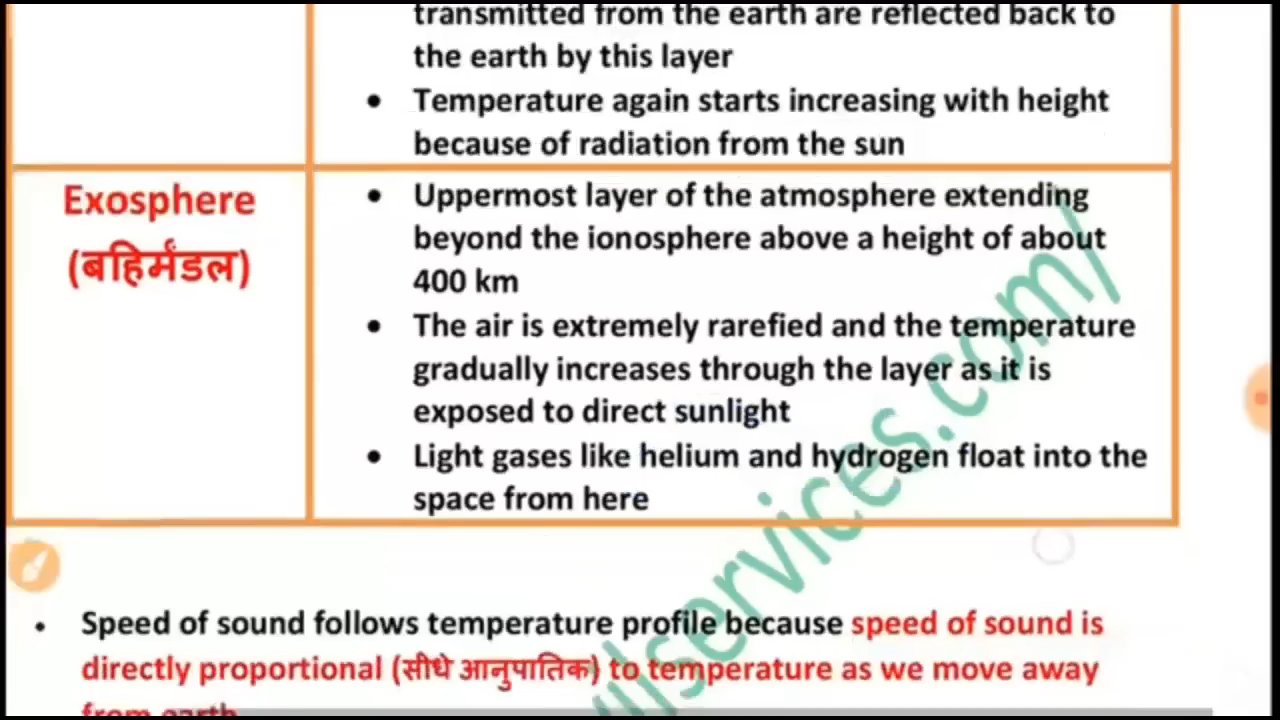 transmitted from the earth are reflected back to
the earth by this layer
• Temperature again starts increasing with height
because of radiation from the sun
Exosphere
(बहिर्मंडल)
• Uppermost layer of the atmosphere extending
beyond the ionosphere above a height of about
400 km
• The air is extremely rarefied and the temperature
gradually increases through the layer as it is
exposed to direct sunlight
• Light gases like helium and hydrogen float into the
space from here
• Speed of sound follows temperature profile because speed of sound is
directly proportional (सीधे आनुपातिक) to temperature as we move away
from earth
ilservices.com/